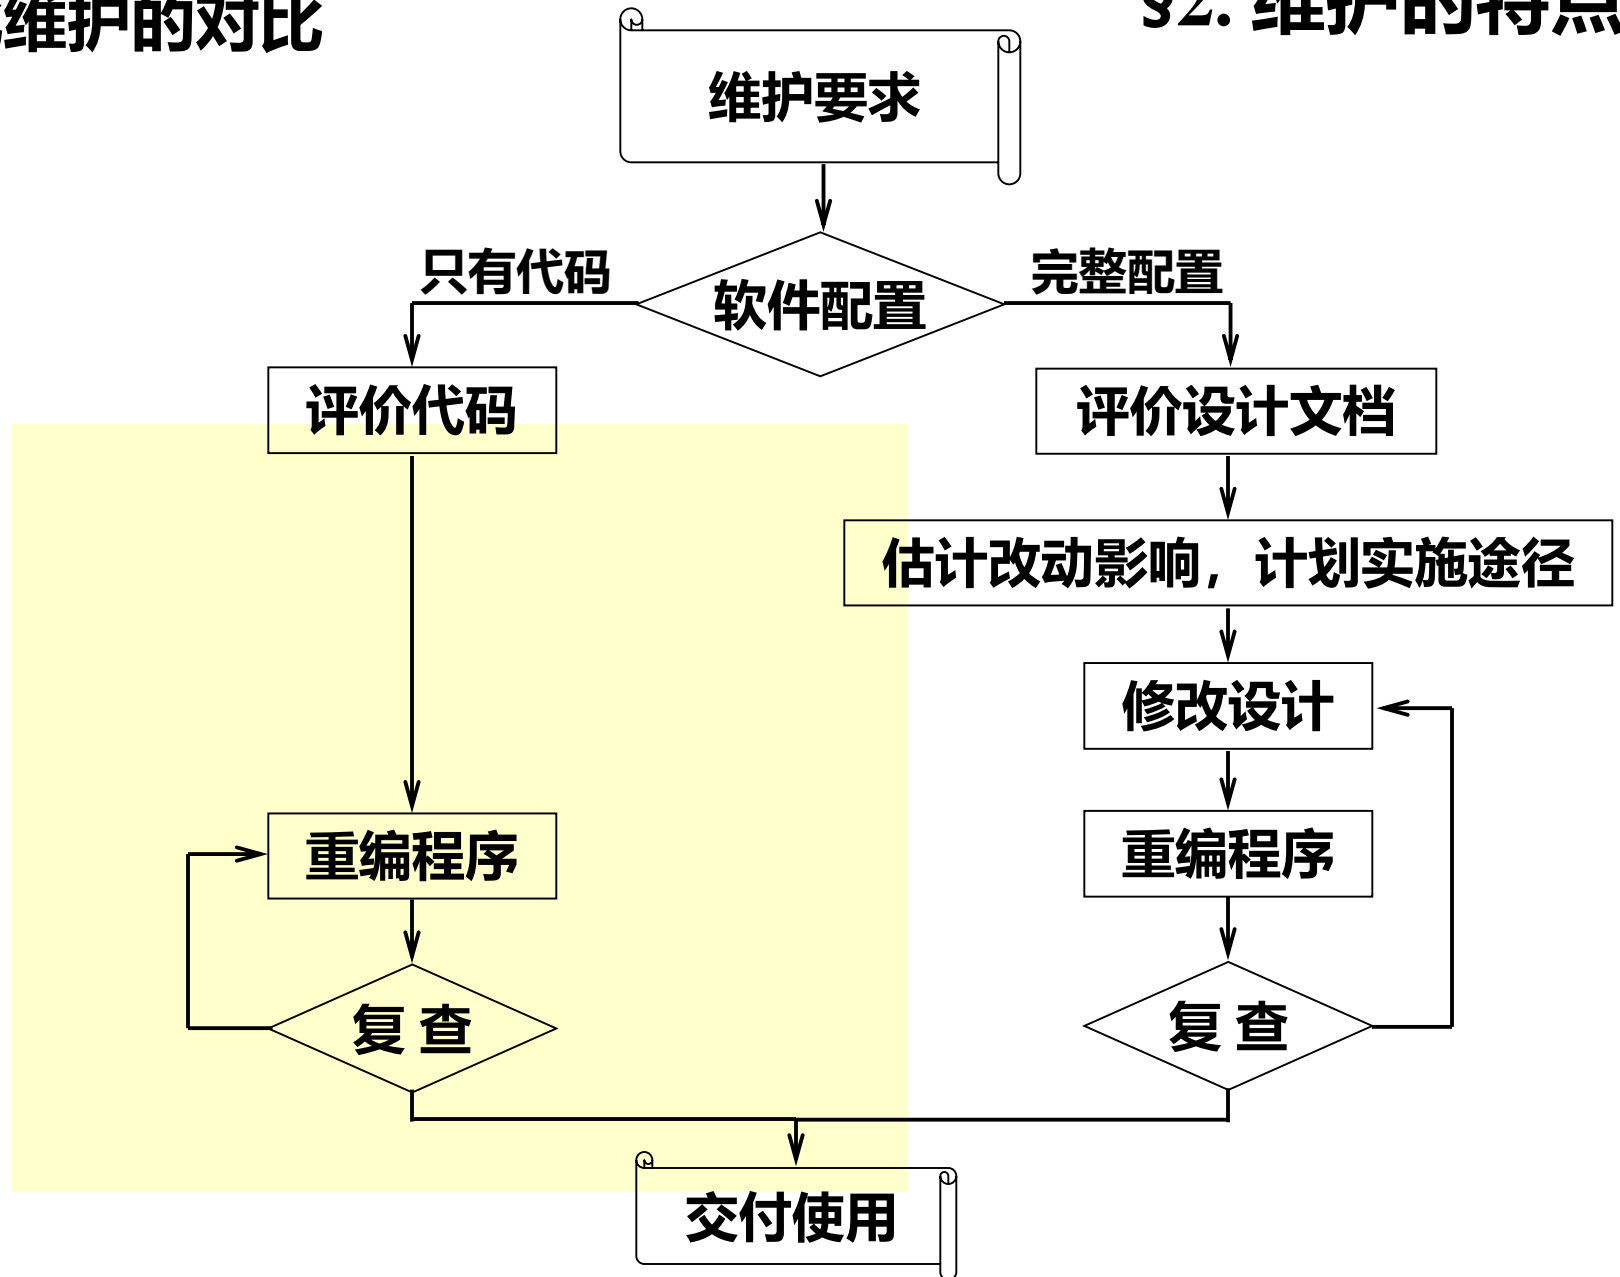 维护的对比
§2. 维护的特点
维护要求
只有代码
完整配置
软件配置
评价代码
评价设计文档
估计改动影响，计划实施途径
修改设计
重编程序
重编程序
复查
复查
交付使用